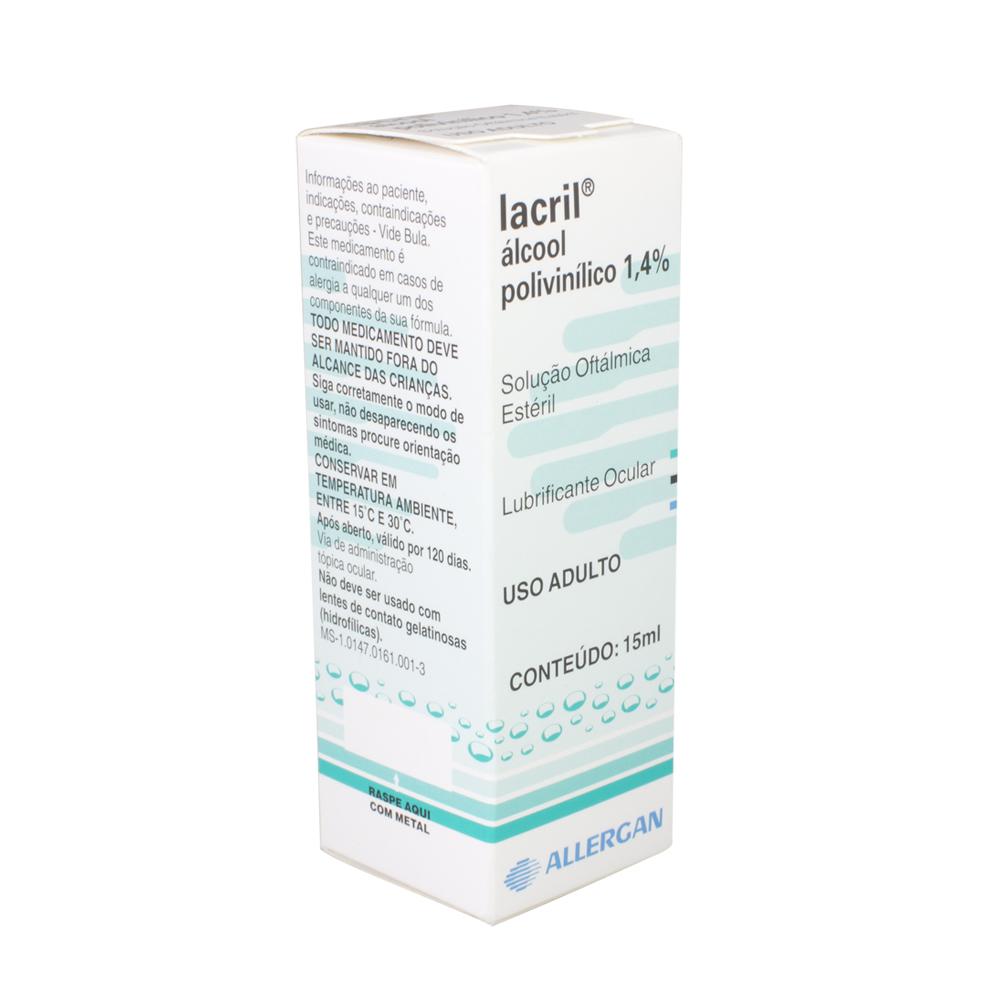 polivinílico 1,4%
USO ADULTO
Informações ao paciente,
indicações, contraindicações
e precauções - Vide Bula.
Este medicamento é
contraindicado em casos de
alergia a qualquer um dos
componentes da sua fórmula.
TODO MEDICAMENTO DEVE
SER MANTIDO FORA DO
ALCANCE DAS CRIANÇAS.
Siga corretamente o modo de
usar, não desaparecendo os
sintomas procure orientação
médica.
CONSERVAR EM
TEMPERATURA AMBIENTE,
ENTRE 15°C E 30°C.
Após aberto, válido por 120 dias.
Via de administração
tópica ocular.
Não deve ser usado com
lentes de contato gelatinosas
(hidrofílicas).
MS-1.0147.0161.001-3
RASPE AQUI
COM METAL
lacril®
álcool
polivinílico 1,4%
Solução Oftálmica
Estéril
Lubrificante Ocular
USO ADULTO
CONTEÚDO: 15ml
ALLERGAN